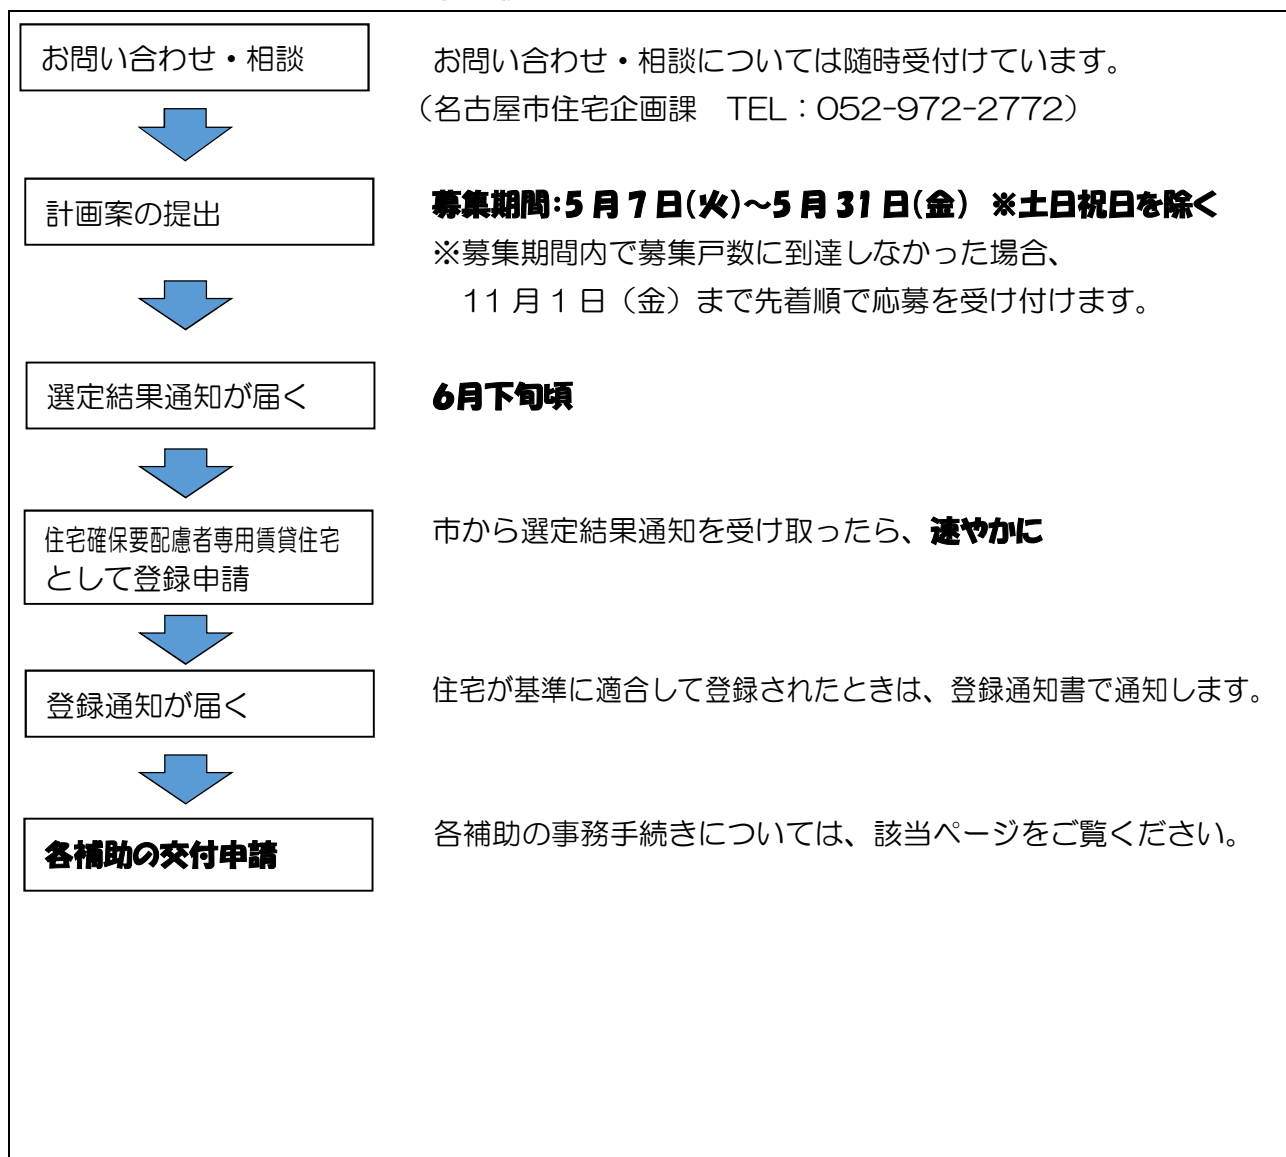 お問い合わせ・相談
お問い合わせ・相談については随時受付けています。
（名古屋市住宅企画課　TEL：052-972-2772）
計画案の提出
募集期間:5月7日(火)～5月31日(金)　※土日祝日を除く
※募集期間内で募集戸数に到達しなかった場合、
11月1日（金）まで先着順で応募を受け付けます。
選定結果通知が届く
6月下旬頃
住宅確保要配慮者専用賃貸住宅
として登録申請
市から選定結果通知を受け取ったら、速やかに
登録通知が届く
住宅が基準に適合して登録されたときは、登録通知書で通知します。
各補助の交付申請
各補助の事務手続きについては、該当ページをご覧ください。